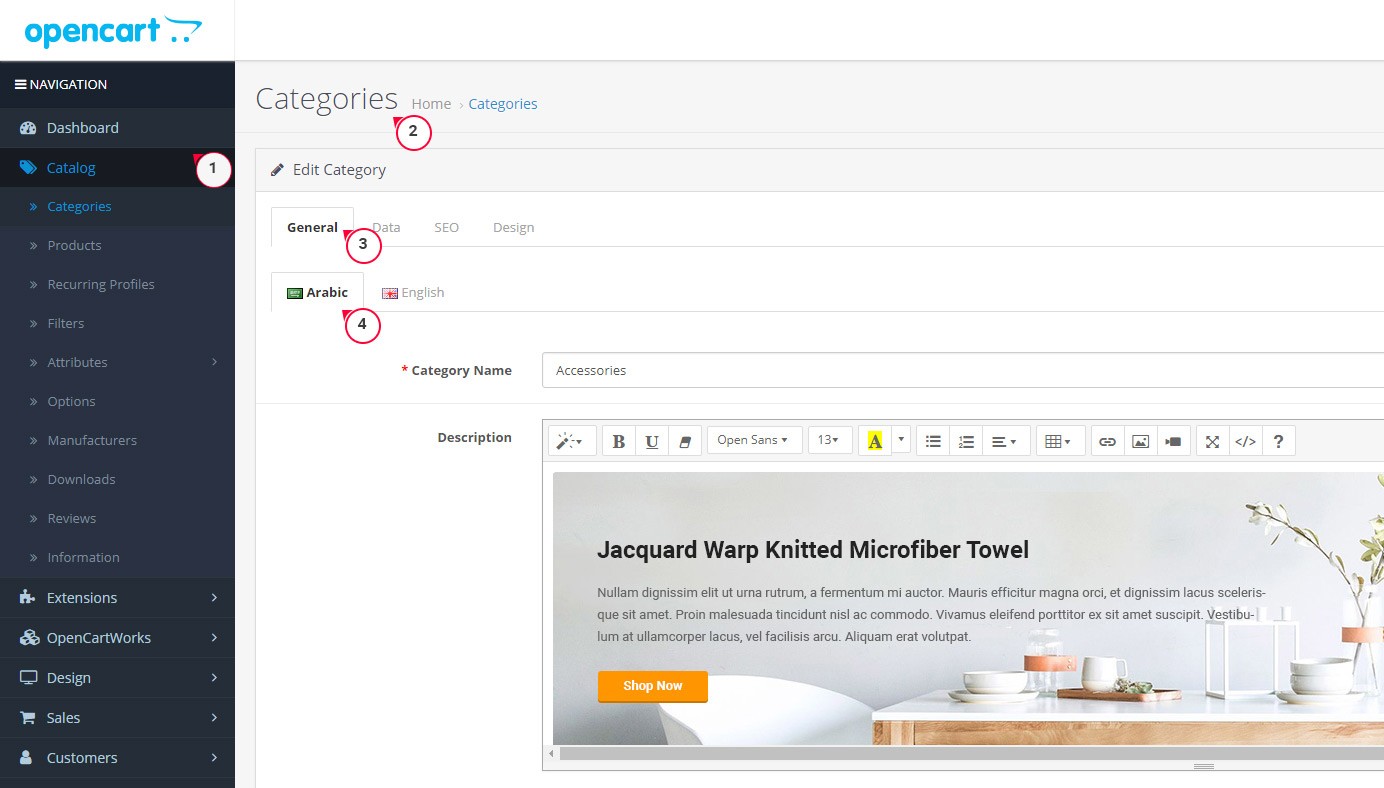 opencart
NAVIGATION
Dashboard
Catalog
1
Categories
Products
Recurring Profiles
Filters
Attributes
Options
Manufacturers
Downloads
Reviews
Information
Extensions
OpenCartWorks
Design
Sales
Customers
Categories Home › Categories
2
Edit Category
General Data SEO Design
3
Arabic English
4
* Category Name Accessories
Description
B U Open Sans 13 A </> ?
Jacquard Warp Knitted Microfiber Towel
Nullam dignissim elit ut urna rutrum, a fermentum mi auctor. Mauris efficitur magna orci, et dignissim lacus sceleris-
que sit amet. Proin malesuada tincidunt nisl ac commodo. Vivamus eleifend porttitor ex sit amet suscipit. Vestibu-
lum at ullamcorper lacus, vel facilisis arcu. Aliquam erat volutpat.
Shop Now